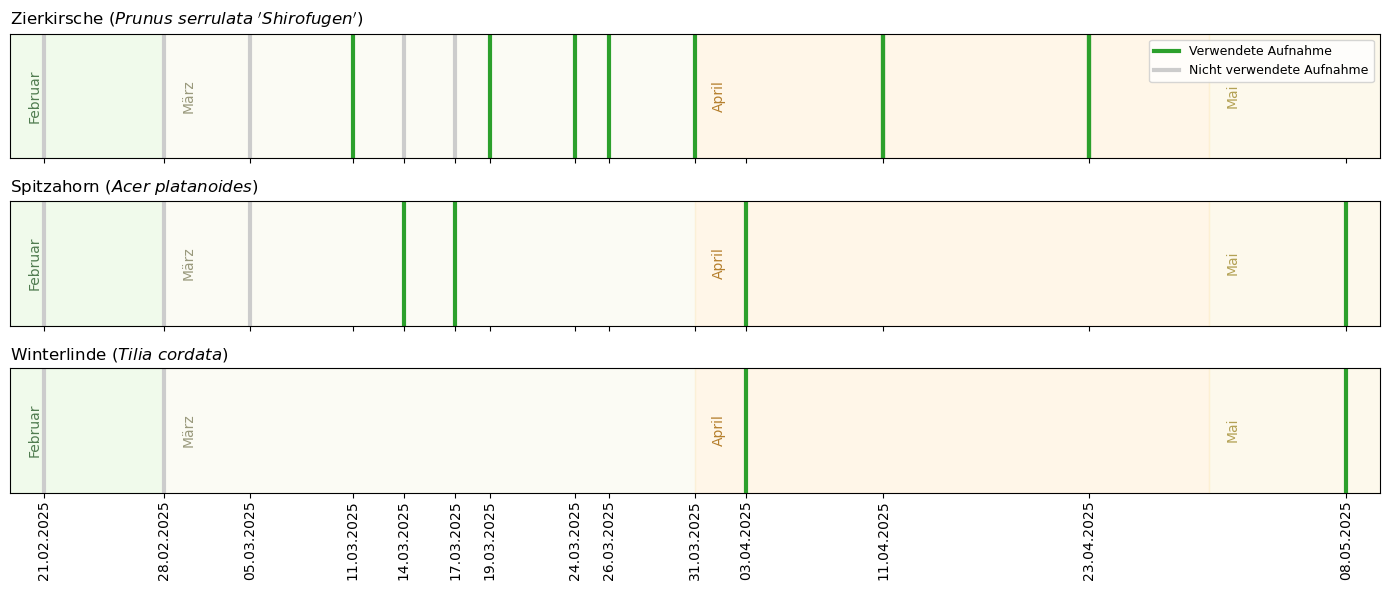 Zierkirsche (Prunus serrulata 'Shirofugen')
Februar
März
April
Mai
Verwendete Aufnahme
Nicht verwendete Aufnahme
Spitzahorn (Acer platanoides)
Februar
März
April
Mai
Winterlinde (Tilia cordata)
Februar
März
April
Mai
21.02.2025
28.02.2025
05.03.2025
11.03.2025
14.03.2025
17.03.2025
19.03.2025
24.03.2025
26.03.2025
31.03.2025
03.04.2025
11.04.2025
23.04.2025
08.05.2025